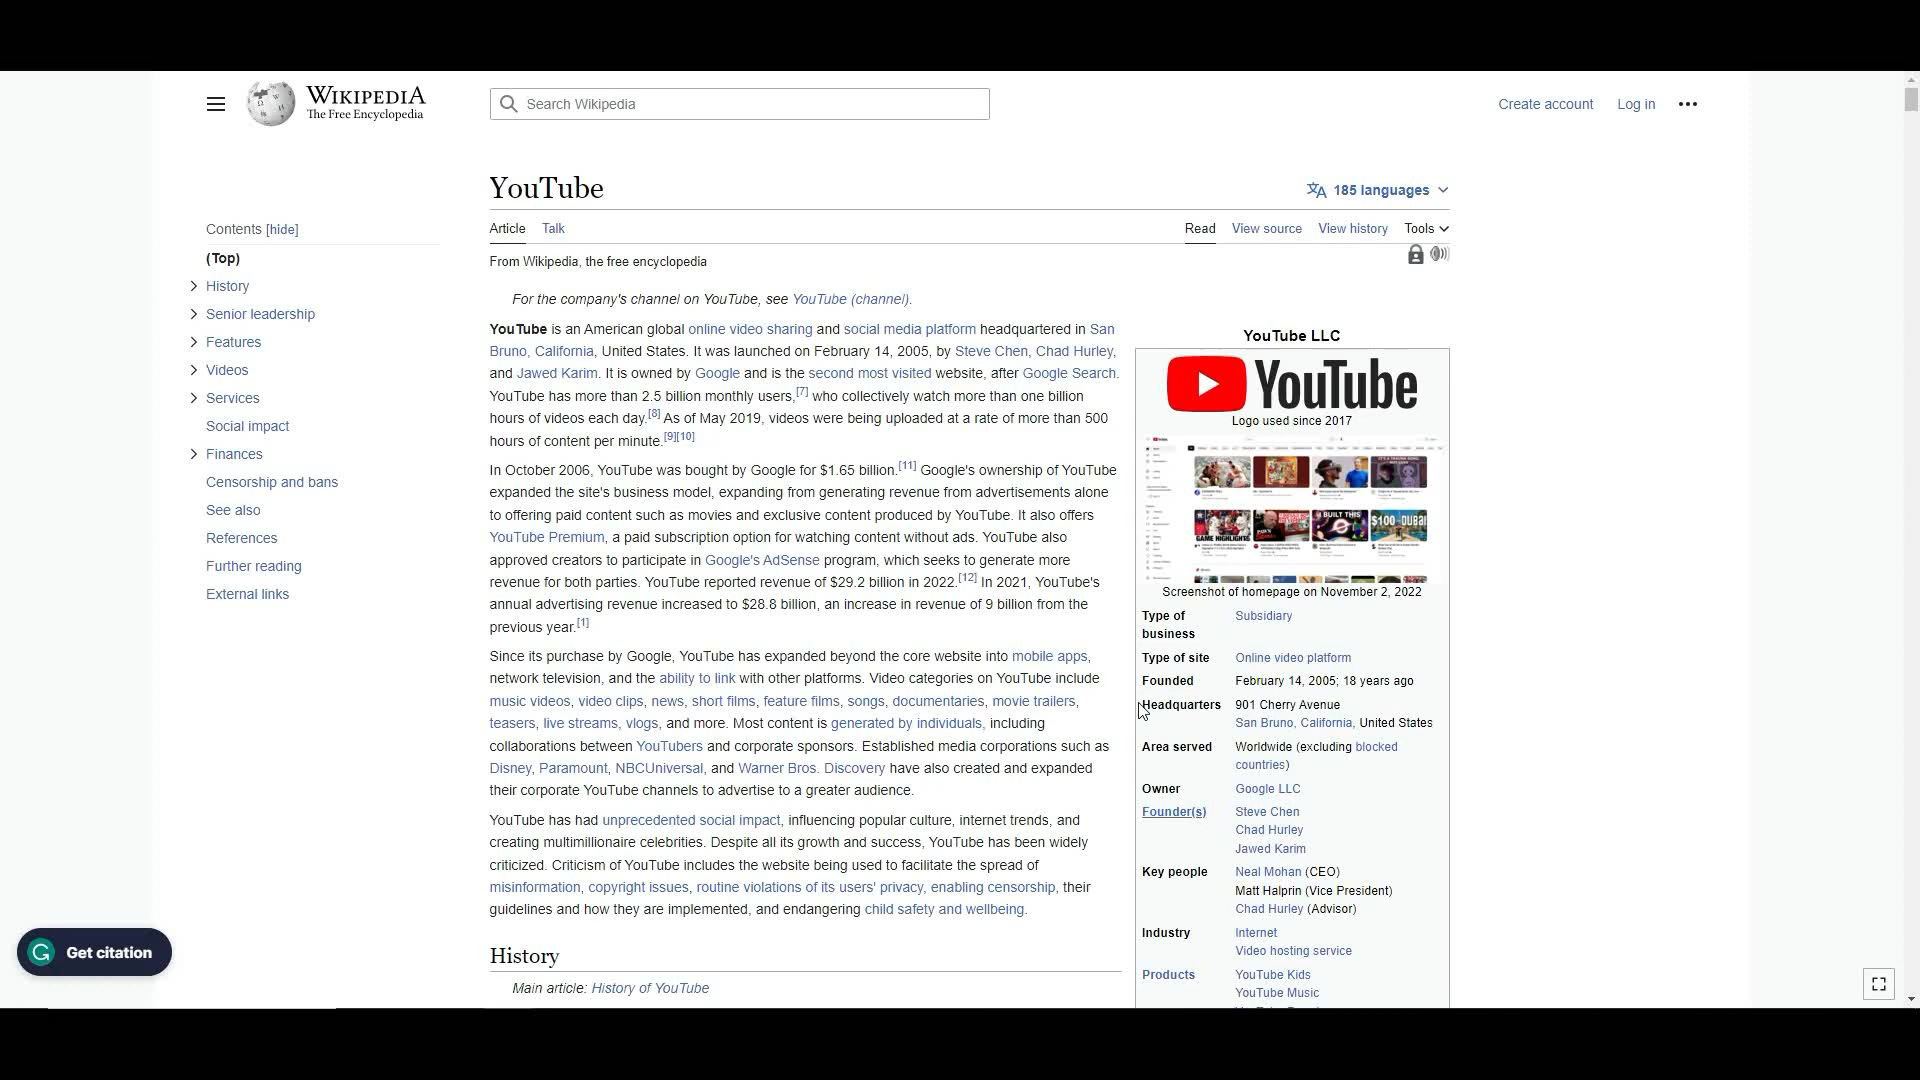 WIKIPEDIA
The Free Encyclopedia
Search Wikipedia
Create account
Log in
YouTube
185 languages
Contents [hide]
(Top)
History
Senior leadership
Features
Videos
Services
Social impact
Finances
Censorship and bans
See also
References
Further reading
External links
Article
Talk
Read
View source
View history
Tools
From Wikipedia, the free encyclopedia
For the company's channel on YouTube, see YouTube (channel).
YouTube is an American global online video sharing and social media platform headquartered in San
Bruno, California, United States. It was launched on February 14, 2005, by Steve Chen, Chad Hurley,
and Jawed Karim. It is owned by Google and is the second most visited website, after Google Search.
YouTube has more than 2.5 billion monthly users,[7] who collectively watch more than one billion
hours of videos each day.[8] As of May 2019, videos were being uploaded at a rate of more than 500
hours of content per minute.[9][10]
In October 2006, YouTube was bought by Google for $1.65 billion.[11] Google's ownership of YouTube
expanded the site's business model, expanding from generating revenue from advertisements alone
to offering paid content such as movies and exclusive content produced by YouTube. It also offers
YouTube Premium, a paid subscription option for watching content without ads. YouTube also
approved creators to participate in Google's AdSense program, which seeks to generate more
revenue for both parties. YouTube reported revenue of $29.2 billion in 2022.[12] In 2021, YouTube's
annual advertising revenue increased to $28.8 billion, an increase in revenue of 9 billion from the
previous year.[1]
Since its purchase by Google, YouTube has expanded beyond the core website into mobile apps,
network television, and the ability to link with other platforms. Video categories on YouTube include
music videos, video clips, news, short films, feature films, songs, documentaries, movie trailers,
teasers, live streams, vlogs, and more. Most content is generated by individuals, including
collaborations between YouTubers and corporate sponsors. Established media corporations such as
Disney, Paramount, NBCUniversal, and Warner Bros. Discovery have also created and expanded
their corporate YouTube channels to advertise to a greater audience.
YouTube has had unprecedented social impact, influencing popular culture, internet trends, and
creating multimillionaire celebrities. Despite all its growth and success, YouTube has been widely
criticized. Criticism of YouTube includes the website being used to facilitate the spread of
misinformation, copyright issues, routine violations of its users' privacy, enabling censorship, their
guidelines and how they are implemented, and endangering child safety and wellbeing.
History
Main article: History of YouTube
YouTube LLC
YouTube
Logo used since 2017
GAME HIGHLIGHTS
I BUILT THIS
$100 DUBAI
Screenshot of homepage on November 2, 2022
Type of business Subsidiary
Type of site Online video platform
Founded February 14, 2005; 18 years ago
Headquarters 901 Cherry Avenue
San Bruno, California, United States
Area served Worldwide (excluding blocked
countries)
Owner Google LLC
Founder(s) Steve Chen
Chad Hurley
Jawed Karim
Key people Neal Mohan (CEO)
Matt Halprin (Vice President)
Chad Hurley (Advisor)
Industry Internet
Video hosting service
Products YouTube Kids
YouTube Music
Get citation